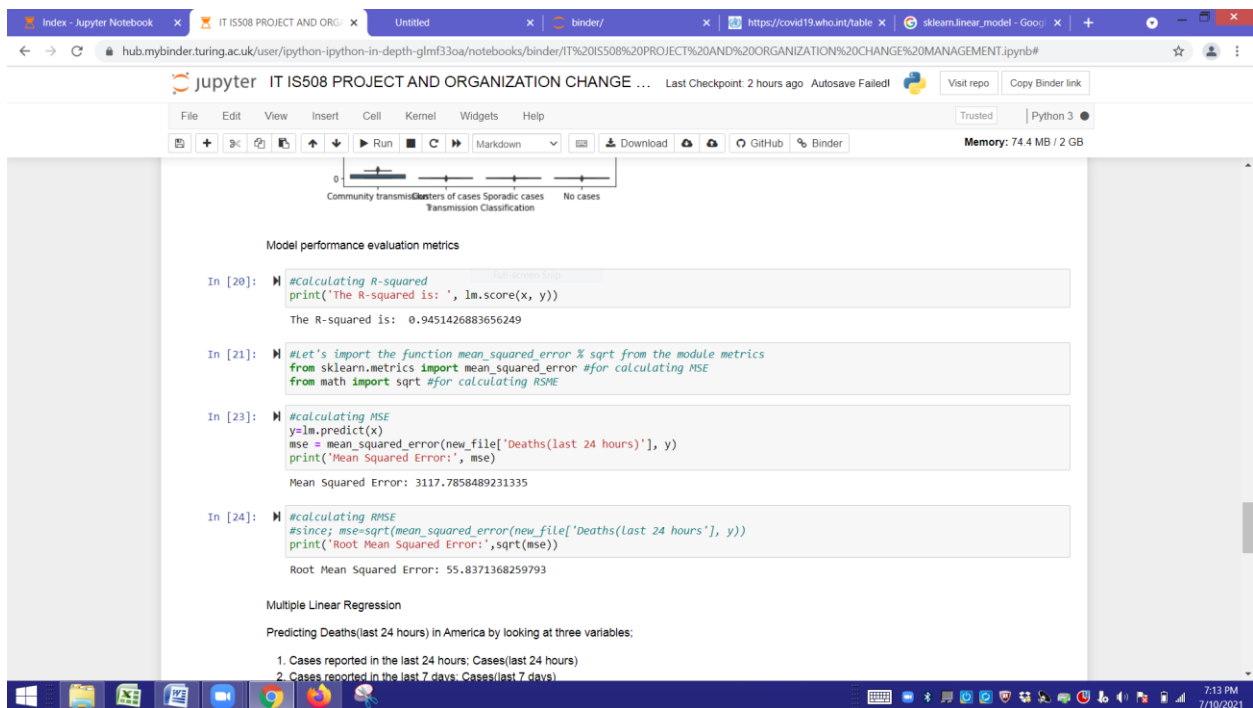 Index - Jupyter Notebook
IT IS508 PROJECT AND ORG
Untitled
binder/
https://covid19.who.int/table
sklearn.linear_model - Goog
hub.mybinder.turing.ac.uk/user/ipython-ipython-in-depth-glmf33oa/notebooks/binder/IT%20IS508%20PROJECT%20AND%20ORGANIZATION%20CHANGE%20MANAGEMENT.ipynb#
jupyter IT IS508 PROJECT AND ORGANIZATION CHANGE ... Last Checkpoint: 2 hours ago Autosave Failed! Visit repo Copy Binder link
File Edit View Insert Cell Kernel Widgets Help Trusted Python 3
Run Markdown Download GitHub Binder Memory: 74.4 MB / 2 GB
0
Community transmission Clusters of cases Sporadic cases No cases
Transmission Classification
Model performance evaluation metrics
Full-screen Snip
In [20]: #Calculating R-squared
print('The R-squared is: ', lm.score(x, y))
The R-squared is: 0.9451426883656249
In [21]: #Let's import the function mean_squared_error % sqrt from the module metrics
from sklearn.metrics import mean_squared_error #for calculating MSE
from math import sqrt #for calculating RSME
In [23]: #calculating MSE
y=lm.predict(x)
mse = mean_squared_error(new_file['Deaths(last 24 hours)'], y)
print('Mean Squared Error:', mse)
Mean Squared Error: 3117.7858489231335
In [24]: #calculating RMSE
#since; mse=sqrt(mean_squared_error(new_file['Deaths(last 24 hours'], y))
print('Root Mean Squared Error:',sqrt(mse))
Root Mean Squared Error: 55.8371368259793
Multiple Linear Regression
Predicting Deaths(last 24 hours) in America by looking at three variables;
1. Cases reported in the last 24 hours; Cases(last 24 hours)
2. Cases reported in the last 7 days; Cases(last 7 days)
7:13 PM
7/10/2021